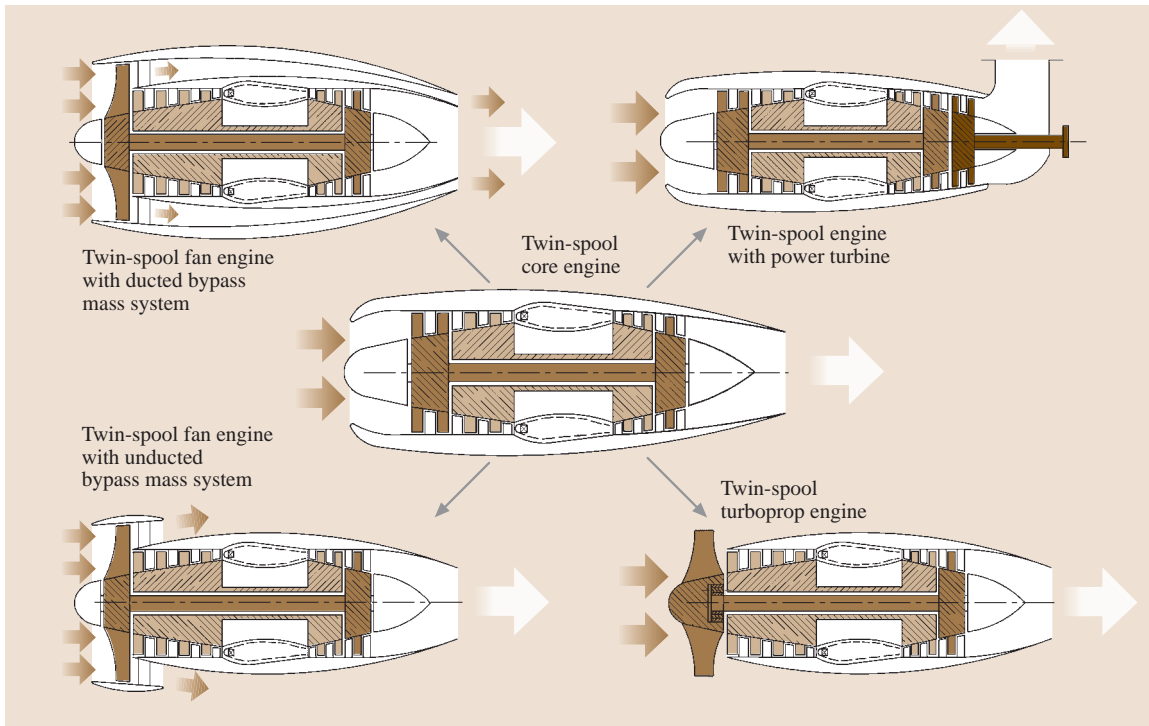 Twin-spool fan engine
with ducted bypass
mass system
Twin-spool
core engine
Twin-spool engine
with power turbine
Twin-spool fan engine
with unducted
bypass mass system
Twin-spool
turboprop engine